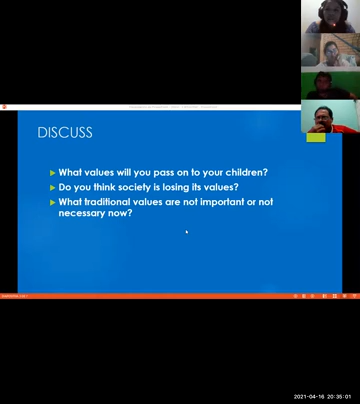 DISCUSS
What values will you pass on to your children?
Do you think society is losing its values?
What traditional values are not important or not
necessary now?
2021-04-16 20:35:01